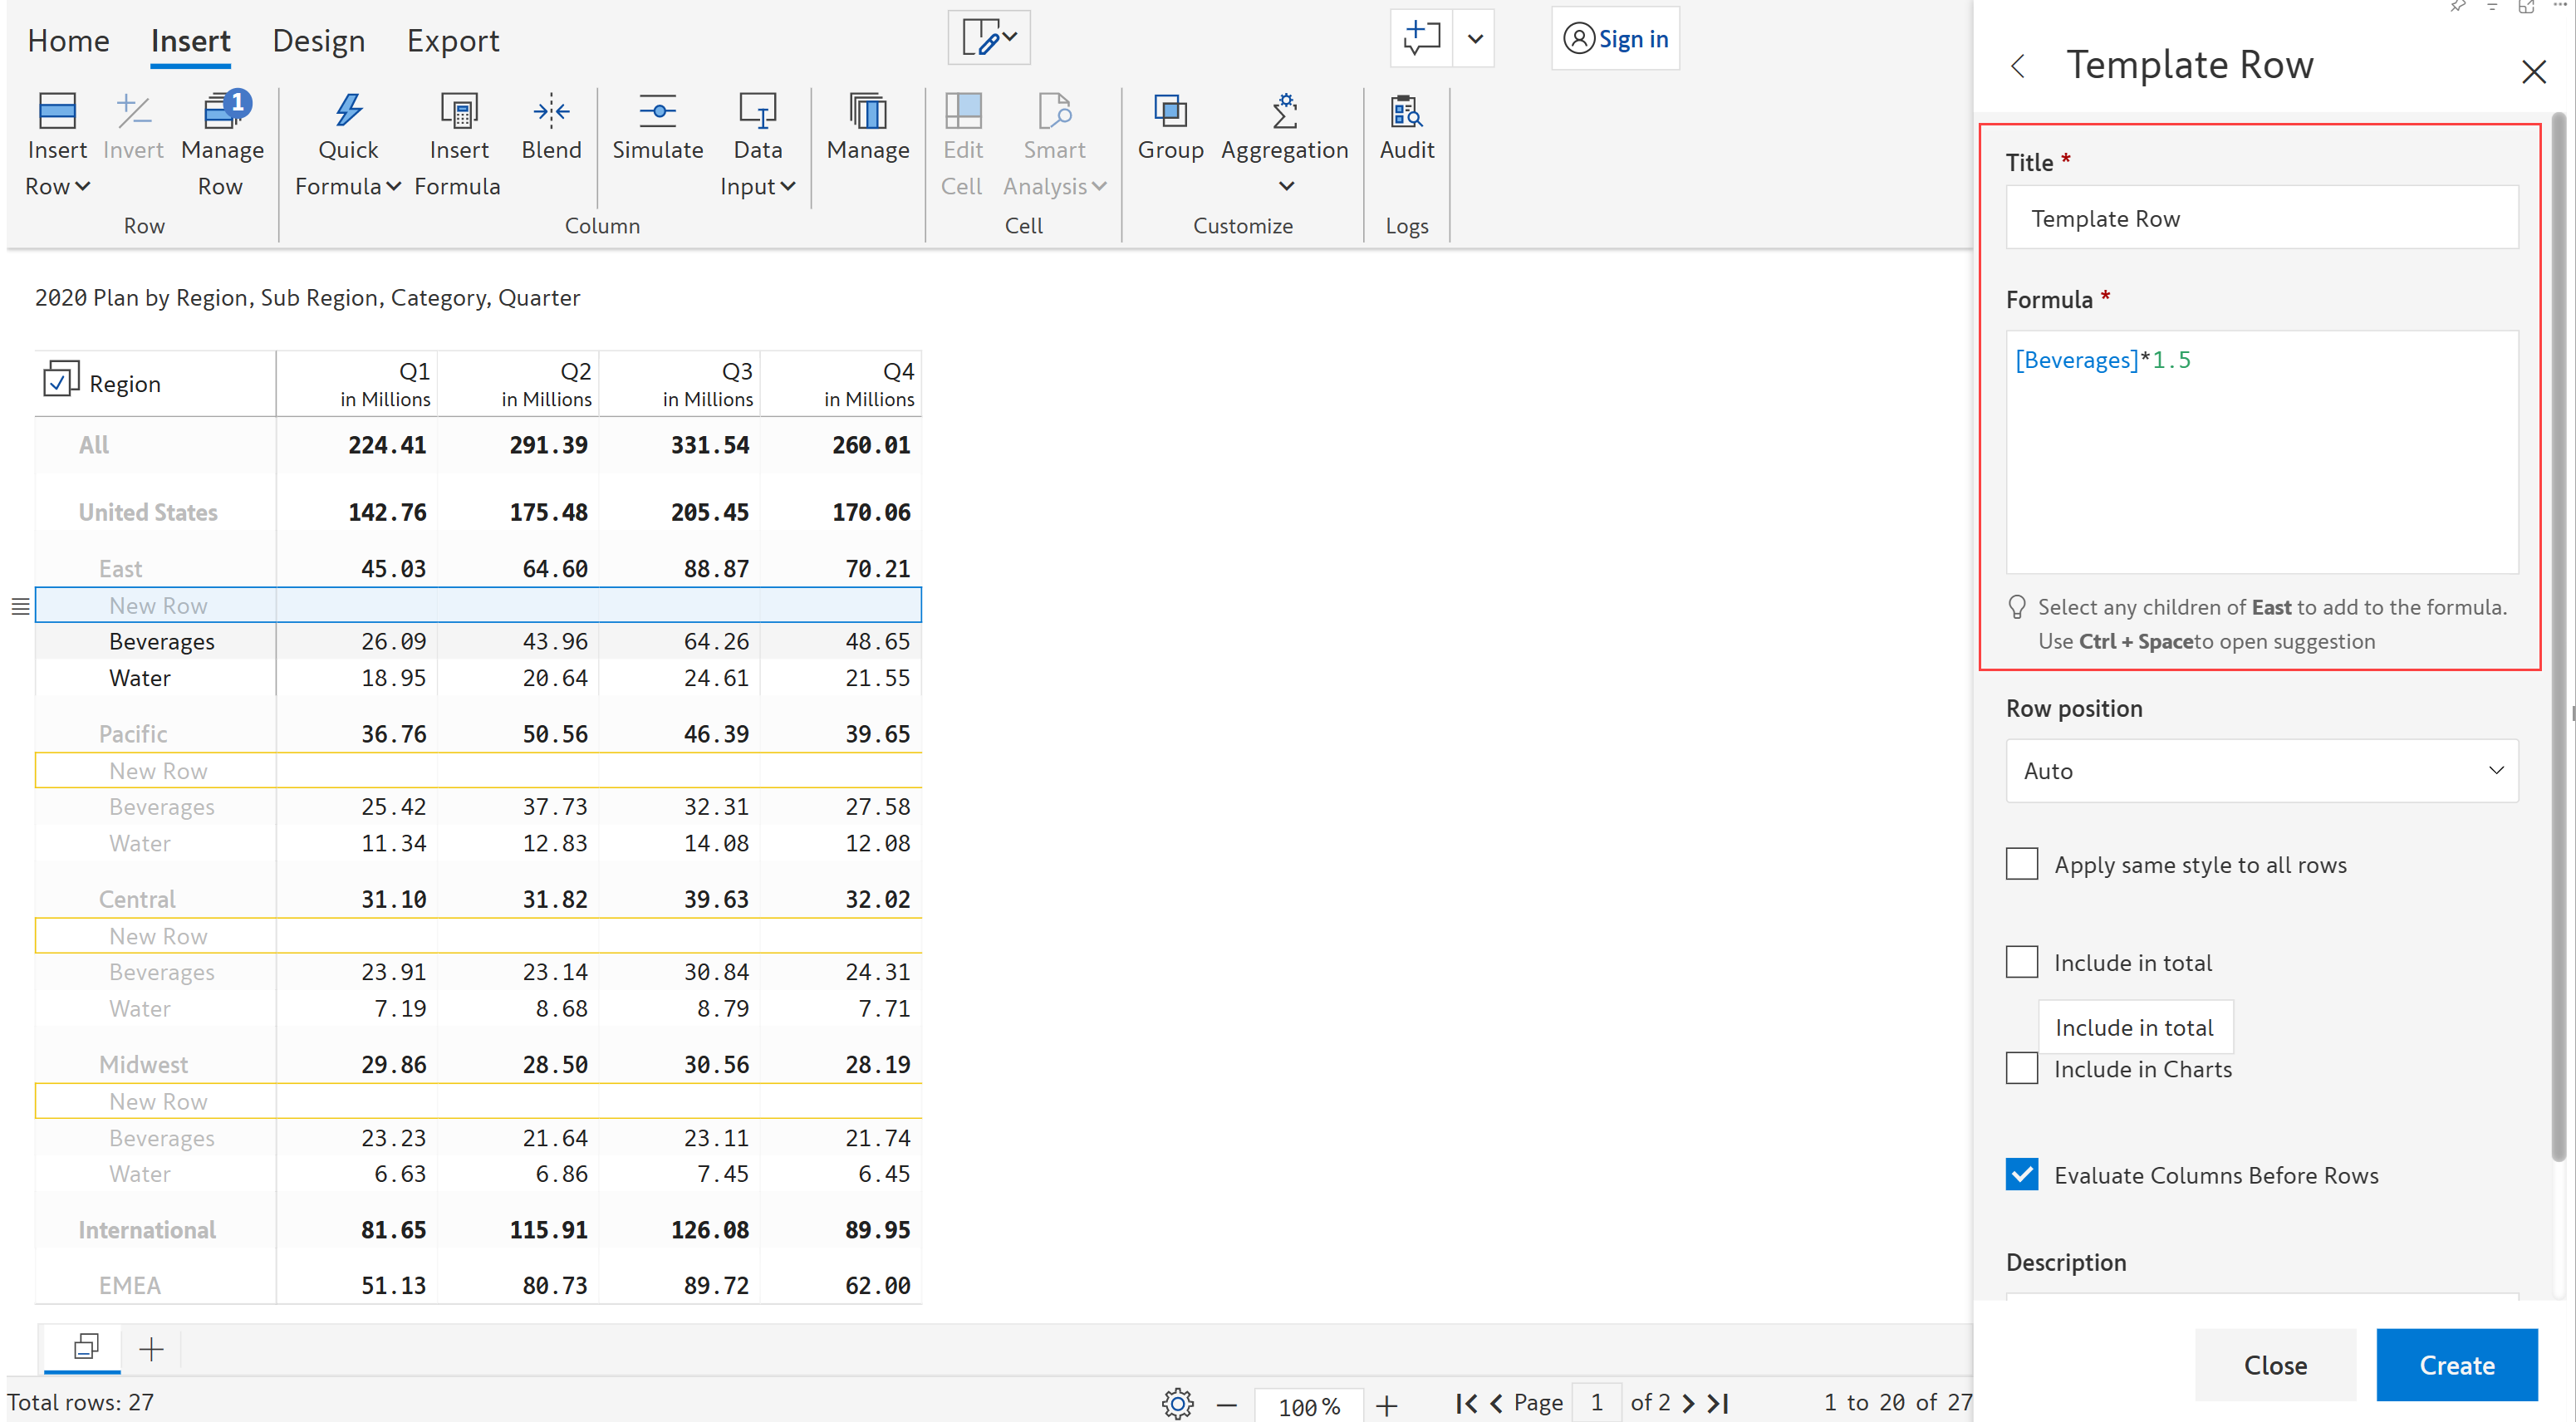 Home Insert Design Export Sign in
Insert Row Invert Manage Row 1 Quick Formula Insert Formula Blend Simulate Data Input Manage Edit Cell Smart Analysis Group Aggregation Audit
Row Column Cell Customize Logs
2020 Plan by Region, Sub Region, Category, Quarter
Region Q1 in Millions Q2 in Millions Q3 in Millions Q4 in Millions
All 224.41 291.39 331.54 260.01
United States 142.76 175.48 205.45 170.06
East 45.03 64.60 88.87 70.21
New Row
Beverages 26.09 43.96 64.26 48.65
Water 18.95 20.64 24.61 21.55
Pacific 36.76 50.56 46.39 39.65
New Row
Beverages 25.42 37.73 32.31 27.58
Water 11.34 12.83 14.08 12.08
Central 31.10 31.82 39.63 32.02
New Row
Beverages 23.91 23.14 30.84 24.31
Water 7.19 8.68 8.79 7.71
Midwest 29.86 28.50 30.56 28.19
New Row
Beverages 23.23 21.64 23.11 21.74
Water 6.63 6.86 7.45 6.45
International 81.65 115.91 126.08 89.95
EMEA 51.13 80.73 89.72 62.00
Total rows: 27 100 % Page 1 of 2 1 to 20 of 27
Template Row
Title *
Template Row
Formula *
[Beverages]*1.5
Select any children of East to add to the formula.
Use Ctrl + Spaceto open suggestion
Row position
Auto
Apply same style to all rows
Include in total
Include in total
Include in Charts
Evaluate Columns Before Rows
Description
Close Create